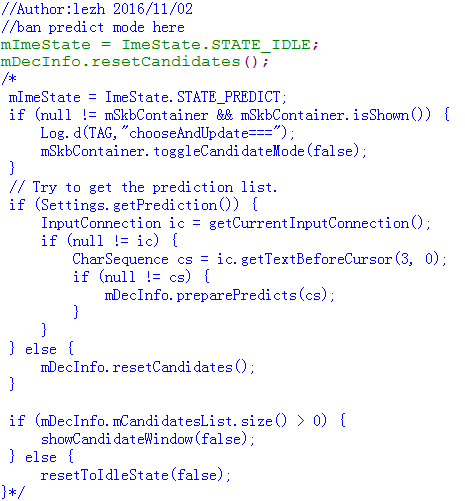 //Author:lezh 2016/11/02
//ban predict mode here
mImeState = ImeState.STATE_IDLE;
mDecInfo.resetCandidates();
/*
mImeState = ImeState.STATE_PREDICT;
if (null != mSkbContainer && mSkbContainer.isShown()) {
Log.d(TAG,"chooseAndUpdate===");
mSkbContainer.toggleCandidateMode(false);
}
// Try to get the prediction list.
if (Settings.getPrediction()) {
InputConnection ic = getCurrentInputConnection();
if (null != ic) {
CharSequence cs = ic.getTextBeforeCursor(3, 0);
if (null != cs) {
mDecInfo.preparePredicts(cs);
}
}
} else {
mDecInfo.resetCandidates();
}
if (mDecInfo.mCandidatesList.size() > 0) {
showCandidateWindow(false);
} else {
resetToIdleState(false);
}*/